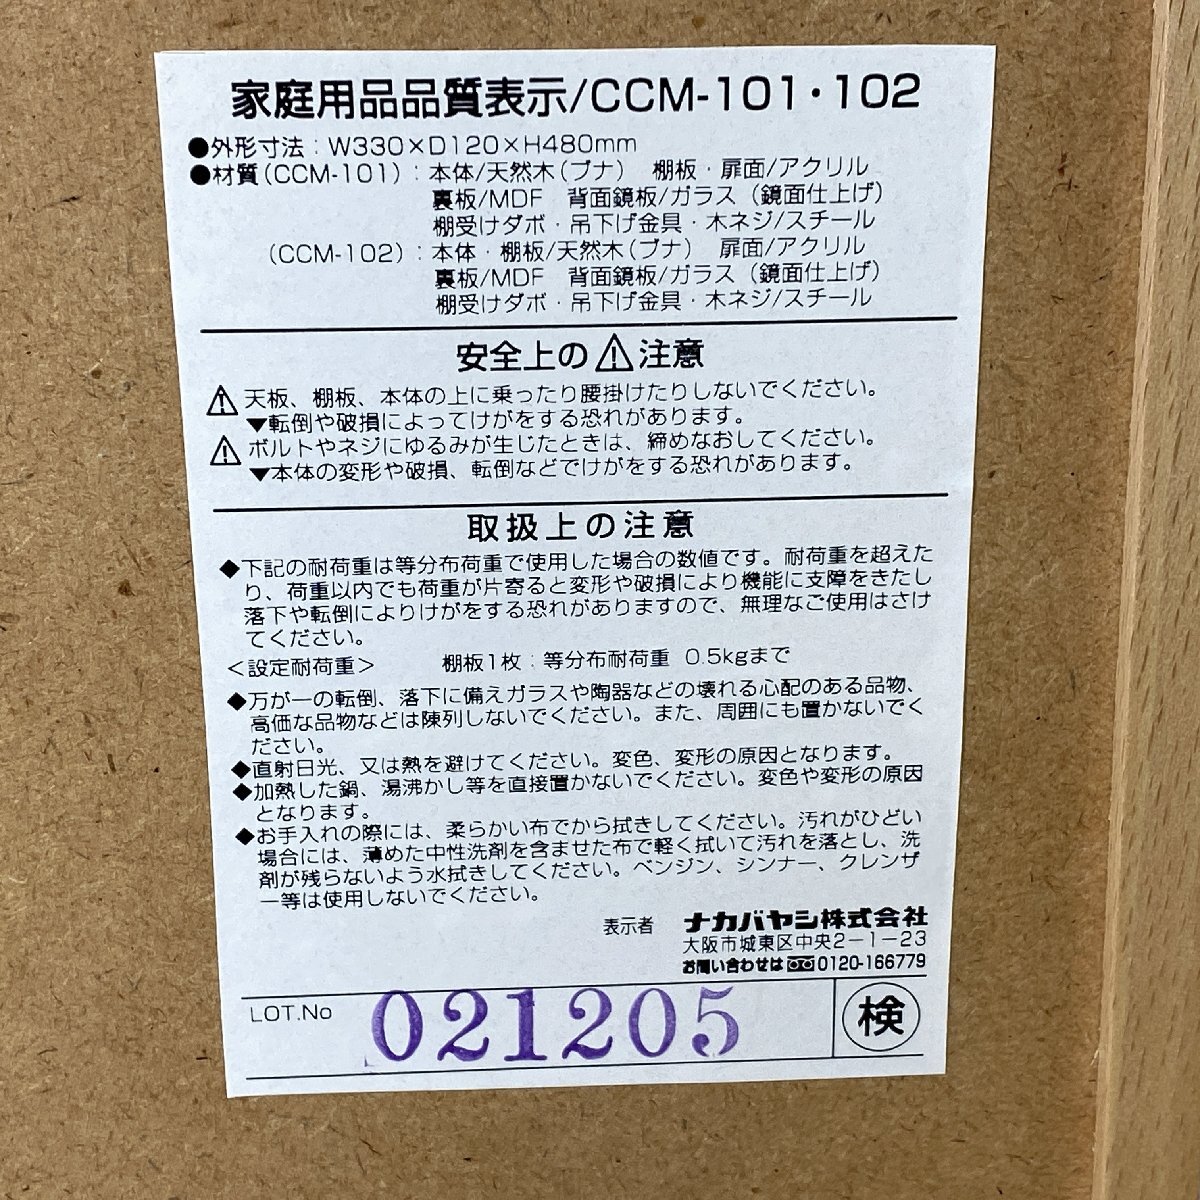 家庭用品品質表示/CCM-101・102
●外形寸法：W330×D120×H480mm
●材質(CCM-101)：本体/天然木(ブナ)　棚板・扉面/アクリル
裏板/MDF　背面鏡板/ガラス(鏡面仕上げ)
棚受けダボ・吊下げ金具・木ネジ/スチール
(CCM-102)：本体・棚板/天然木(ブナ)　扉面/アクリル
裏板/MDF　背面鏡板/ガラス(鏡面仕上げ)
棚受けダボ・吊下げ金具・木ネジ/スチール
安全上の⚠注意
⚠天板、棚板、本体の上に乗ったり腰掛けたりしないでください。
▼転倒や破損によってけがをする恐れがあります。
⚠ボルトやネジにゆるみが生じたときは、締めなおしてください。
▼本体の変形や破損、転倒などでけがをする恐れがあります。
取扱上の注意
◆下記の耐荷重は等分布荷重で使用した場合の数値です。耐荷重を超えた
り、荷重以内でも荷重が片寄ると変形や破損により機能に支障をきたし
落下や転倒によりけがをする恐れがありますので、無理なご使用はさけ
てください。
＜設定耐荷重＞　棚板1枚：等分布耐荷重 0.5kgまで
◆万が一の転倒、落下に備えガラスや陶器などの壊れる心配のある品物、
高価な品物などは陳列しないでください。また、周囲にも置かないでく
ださい。
◆直射日光、又は熱を避けてください。変色、変形の原因となります。
◆加熱した鍋、湯沸かし等を直接置かないでください。変色や変形の原因
となります。
◆お手入れの際には、柔らかい布でから拭きしてください。汚れがひどい
場合には、薄めた中性洗剤を含ませた布で軽く拭いて汚れを落とし、洗
剤が残らないよう水拭きしてください。ベンジン、シンナー、クレンザ
ー等は使用しないでください。
表示者　ナカバヤシ株式会社
大阪市城東区中央2-1-23
お問い合わせは 0120-166779
LOT.No 021205 検